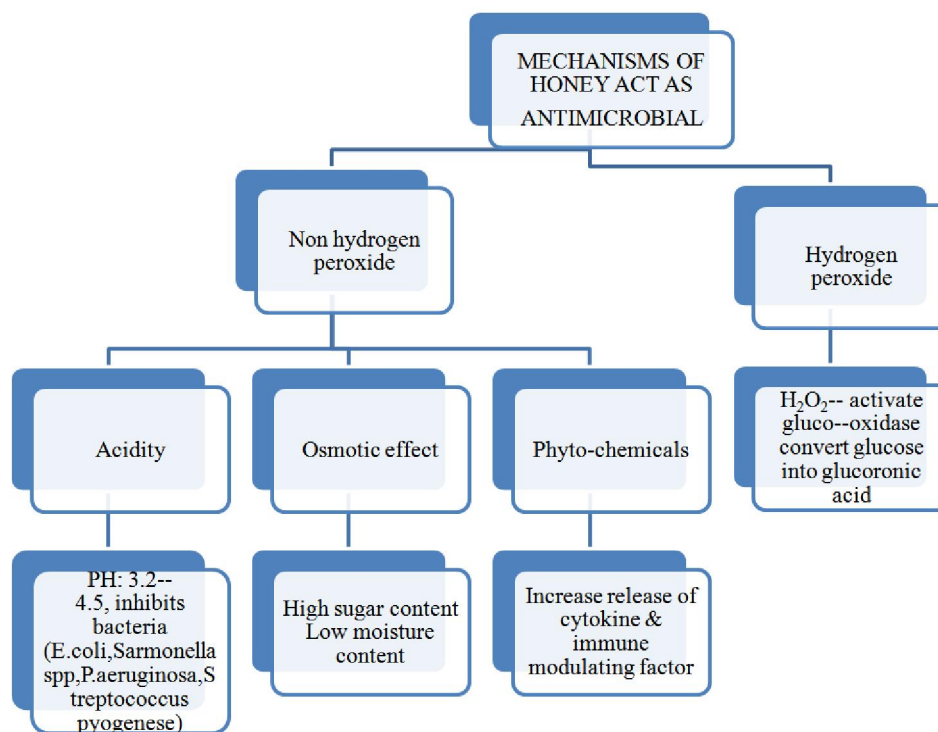 MECHANISMS OF
HONEY ACT AS
ANTIMICROBIAL
Non hydrogen
peroxide
Hydrogen
peroxide
Acidity
Osmotic effect
Phyto-chemicals
H₂O₂-- activate
gluco--oxidase
convert glucose
into glucoronic
acid
PH: 3.2--
4.5, inhibits
bacteria
(E.coli,Sarmonella
spp,P.aeruginosa,S
treptococcus
pyogenese)
High sugar content
Low moisture
content
Increase release of
cytokine &
immune
modulating factor